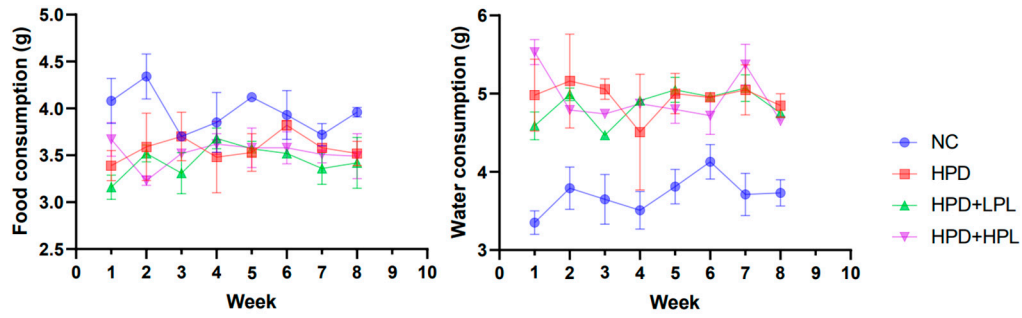 Food consumption (g)
5.0
4.5
4.0
3.5
3.0
2.5
0 1 2 3 4 5 6 7 8 9 10
Week
Water consumption (g)
6
5
4
3
0 1 2 3 4 5 6 7 8 9 10
Week
NC
HPD
HPD+LPL
HPD+HPL